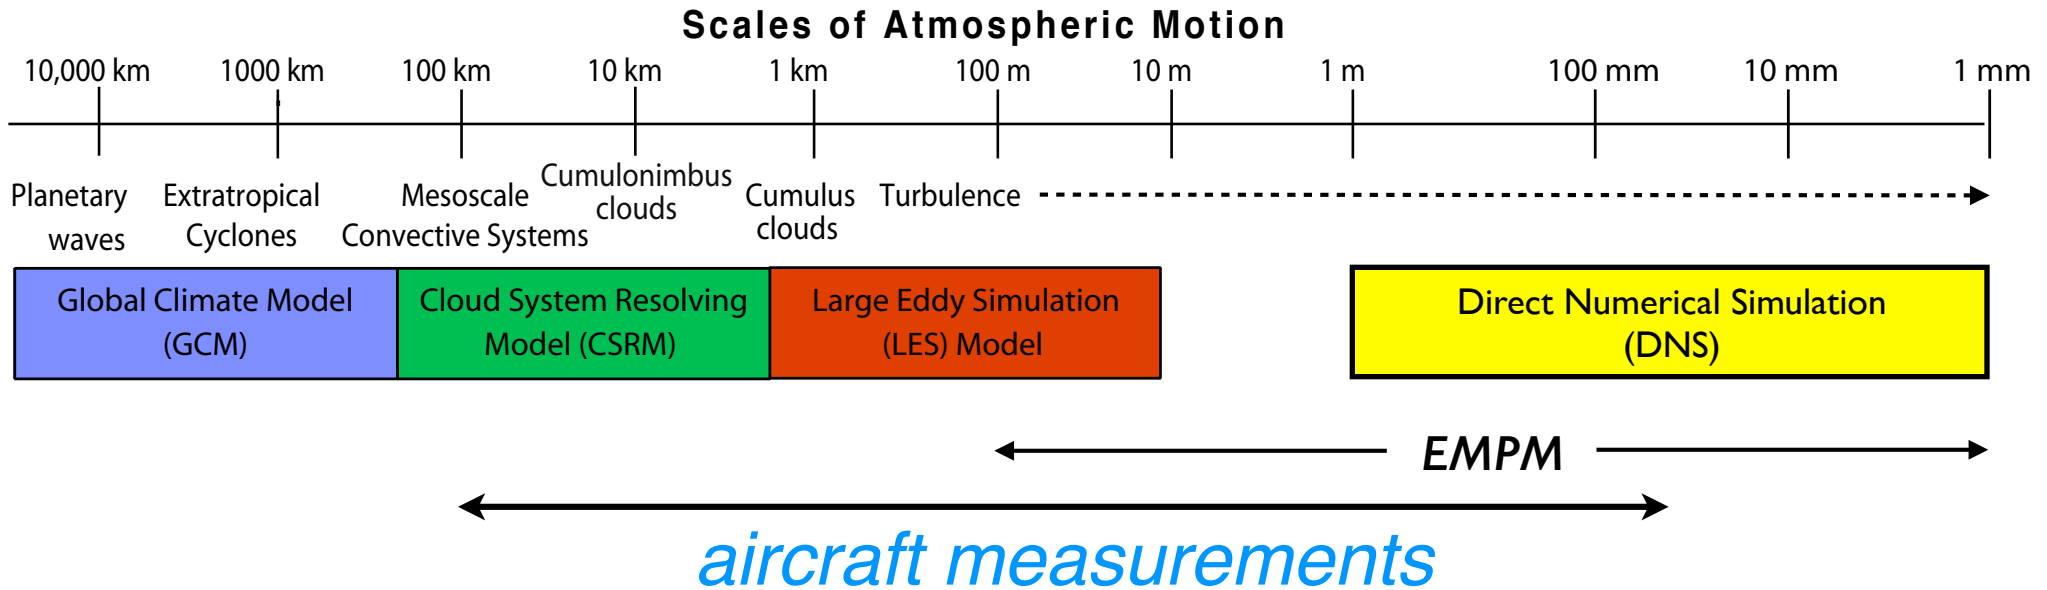 Scales of Atmospheric Motion
10,000 km 1000 km 100 km 10 km 1 km 100 m 10 m 1 m 100 mm 10 mm 1 mm
Planetary
waves
Extratropical
Cyclones
Mesoscale
Convective Systems
Cumulonimbus
clouds
Cumulus
clouds
Turbulence
Global Climate Model
(GCM)
Cloud System Resolving
Model (CSRM)
Large Eddy Simulation
(LES) Model
Direct Numerical Simulation
(DNS)
EMPM
aircraft measurements